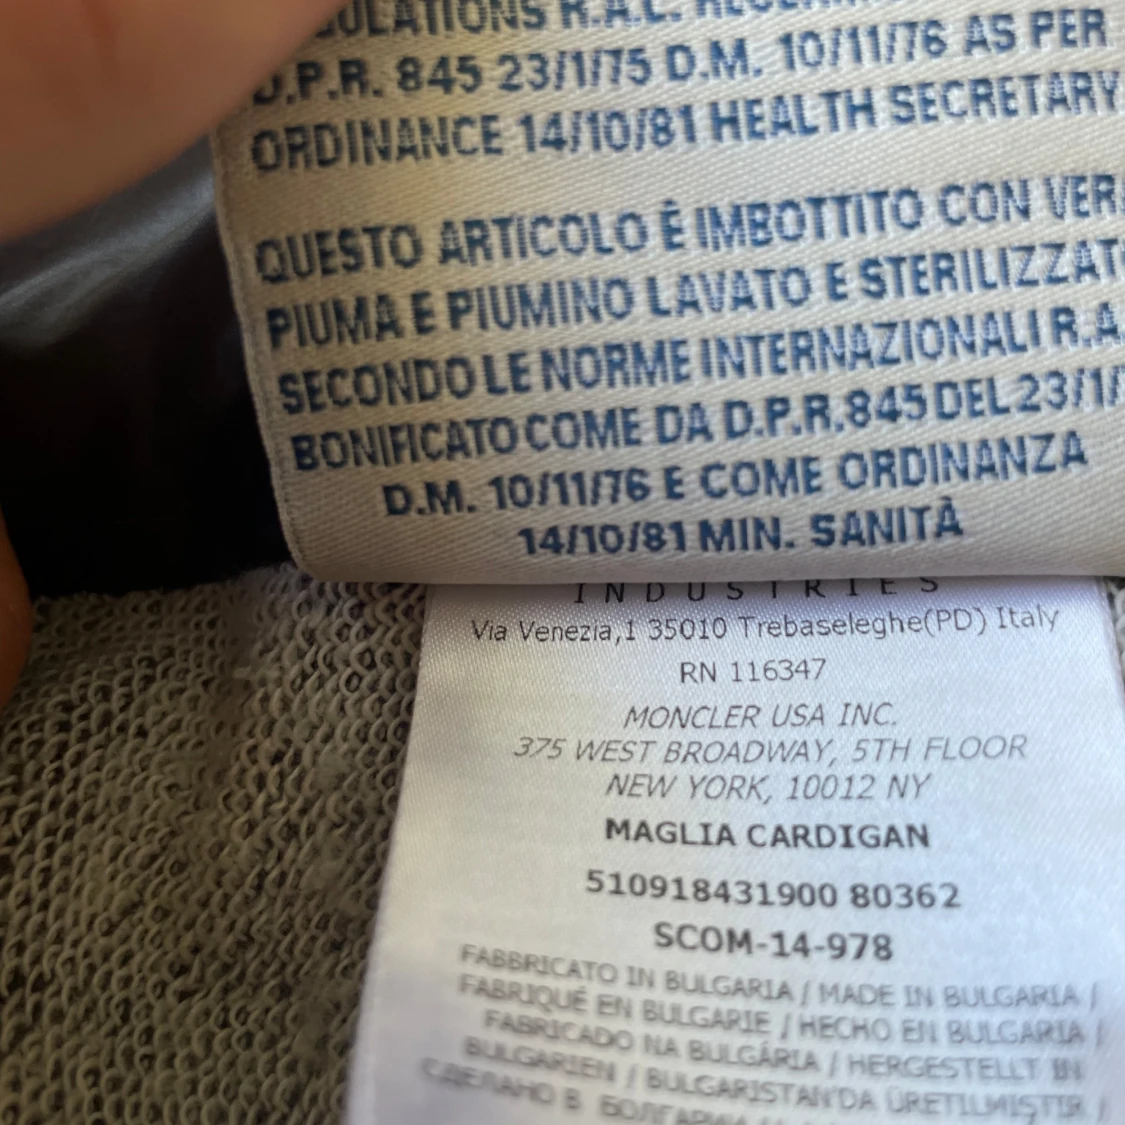 R.A.L.
D.P.R. 845 23/1/75 D.M. 10/11/76 AS PER
ORDINANCE 14/10/81 HEALTH SECRETARY
QUESTO ARTICOLO È IMBOTTITO CON
PIUMA E PIUMINO LAVATO E STERILIZZATO
SECONDO LE NORME INTERNAZIONALI R.A.
BONIFICATO COME DA D.P.R. 845 DEL 23/1/
D.M. 10/11/76 E COME ORDINANZA
14/10/81 MIN. SANITÀ
INDUSTRIES
Via Venezia,1 35010 Trebaseleghe(PD) Italy
RN 116347
MONCLER USA INC.
375 WEST BROADWAY, 5TH FLOOR
NEW YORK, 10012 NY
MAGLIA CARDIGAN
510918431900 80362
SCOM-14-978
FABBRICATO IN BULGARIA / MADE IN BULGARIA /
FABRIQUÉ EN BULGARIE / HECHO EN BULGARIA /
FABRICADO NA BULGÁRIA / HERGESTELLT IN
BULGARIEN / BULGARISTAN'DA ÜRETILMIŞTIR /
СДЕЛАНО В БОЛГАРИИ